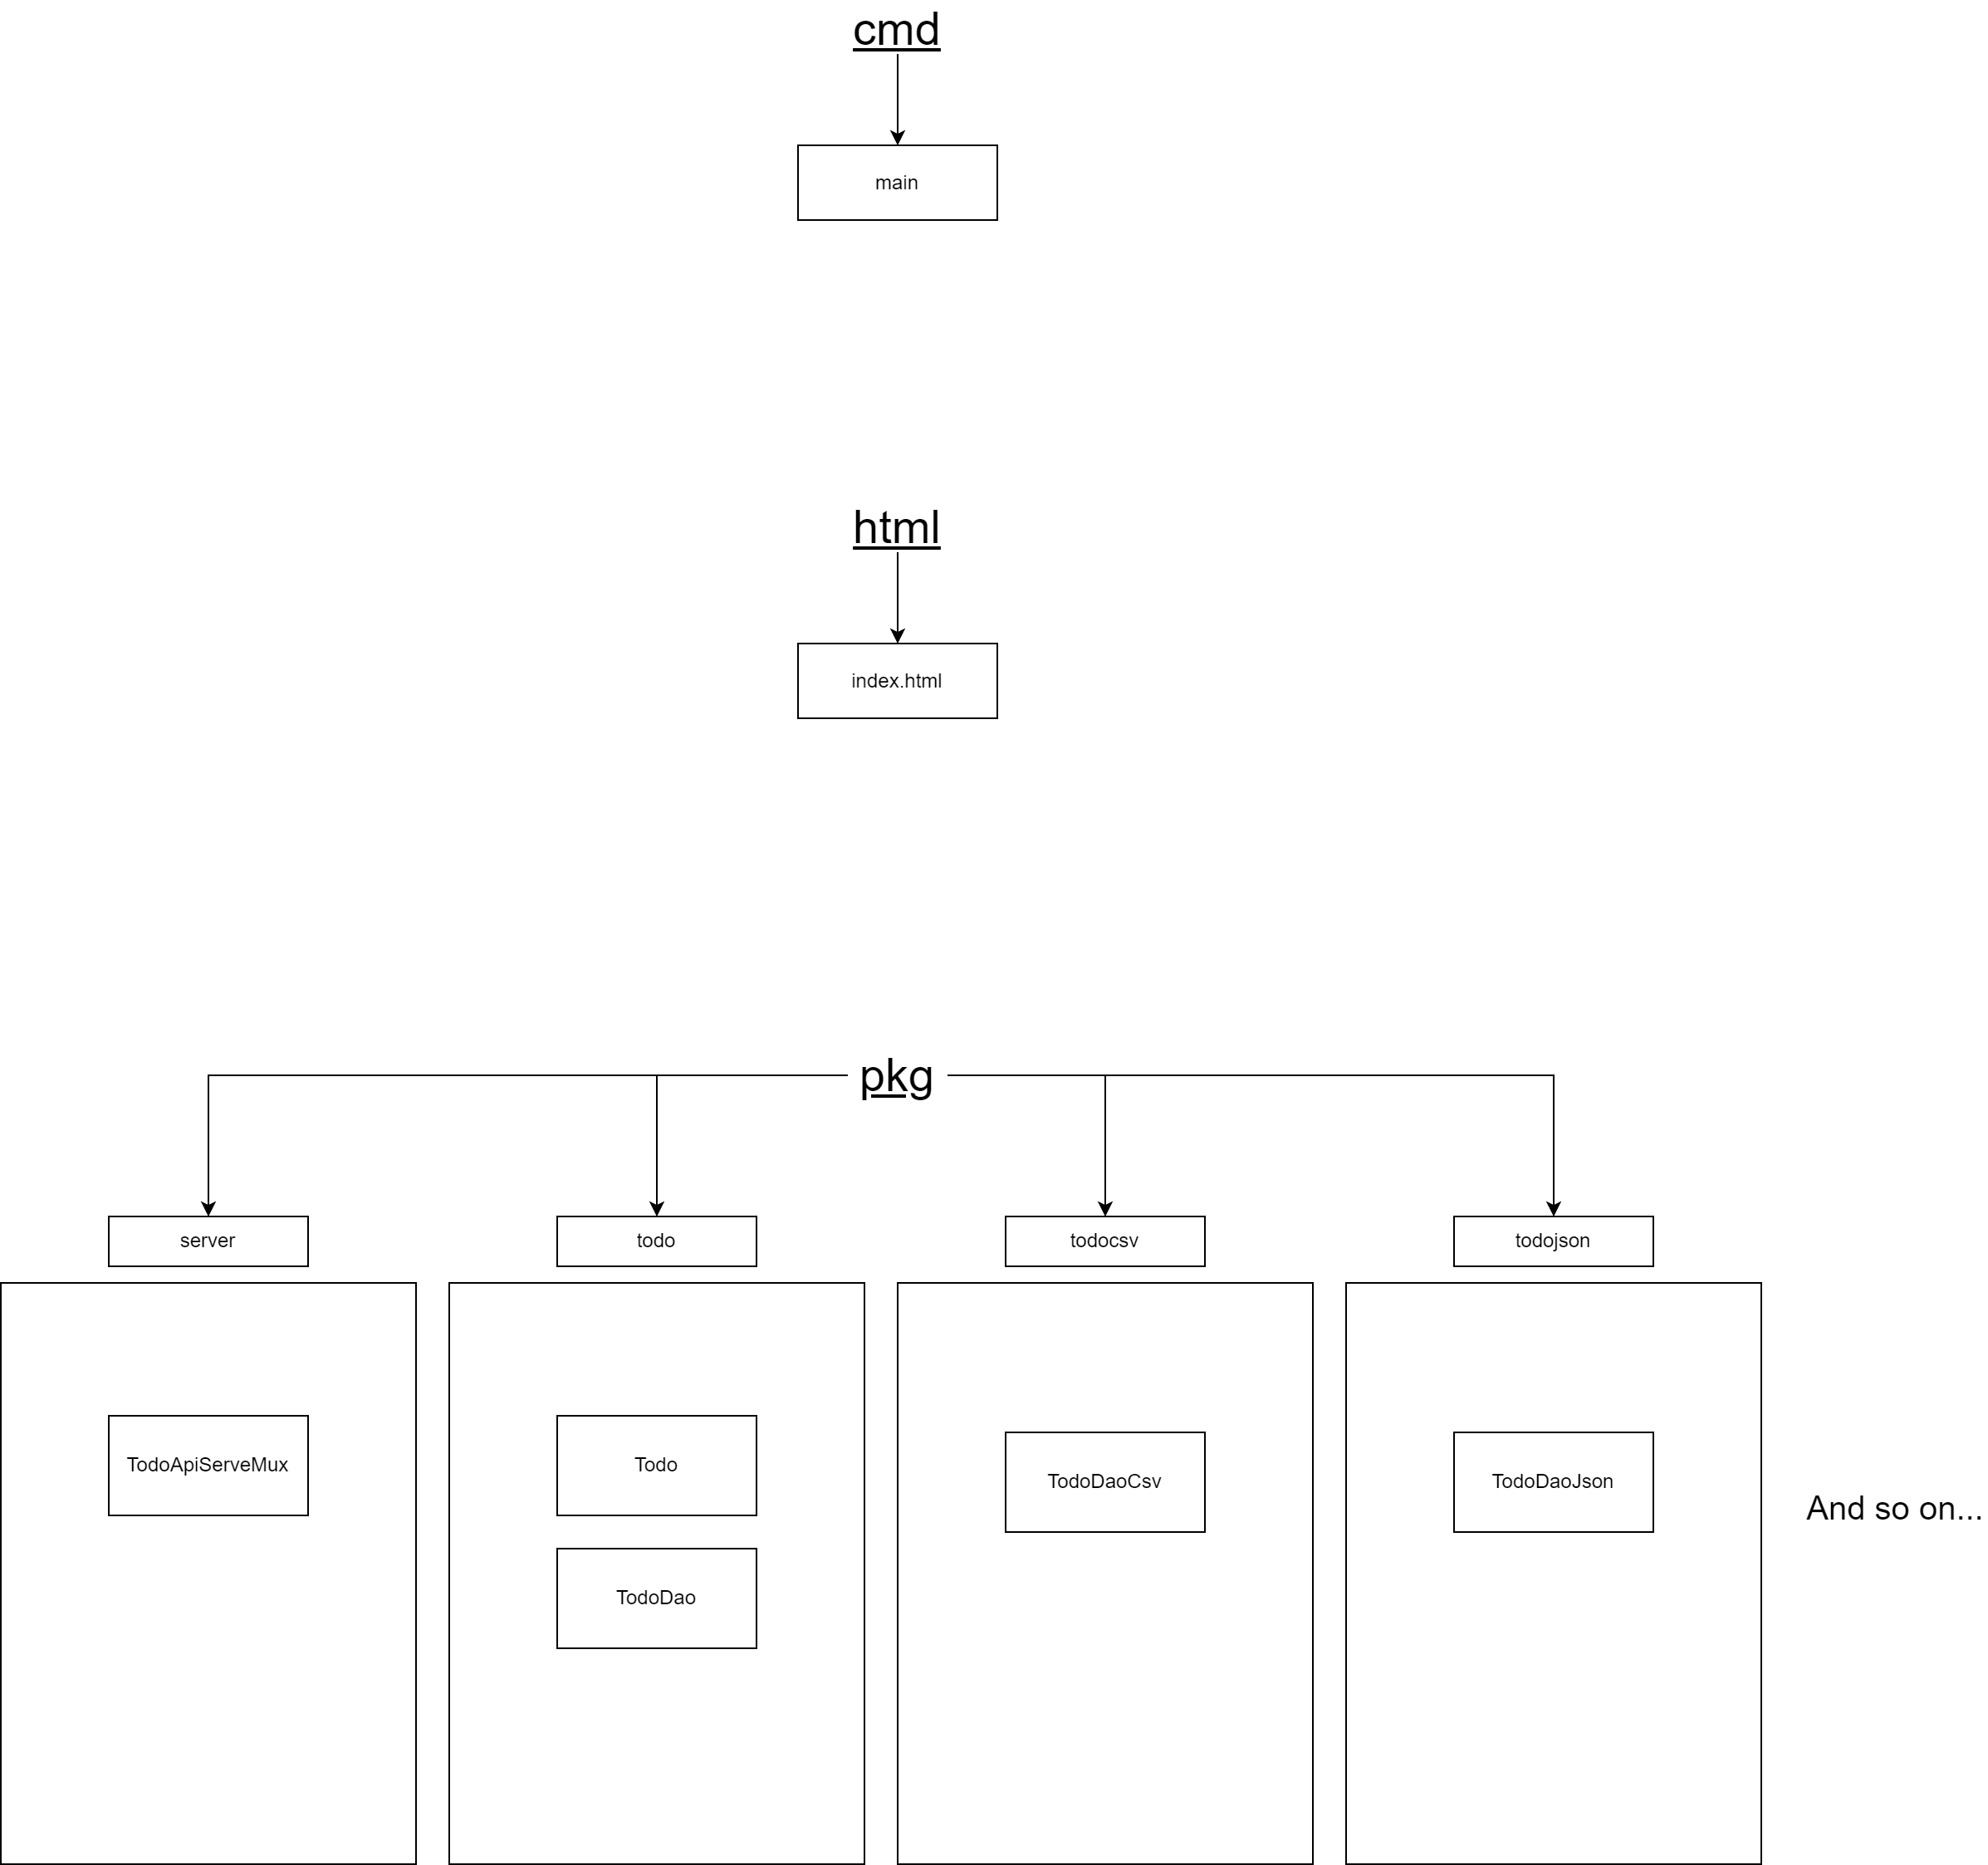 cmd
main
html
index.html
pkg
server
todo
todocsv
todojson
TodoApiServeMux
Todo
TodoDaoCsv
TodoDaoJson
And so on...
TodoDao